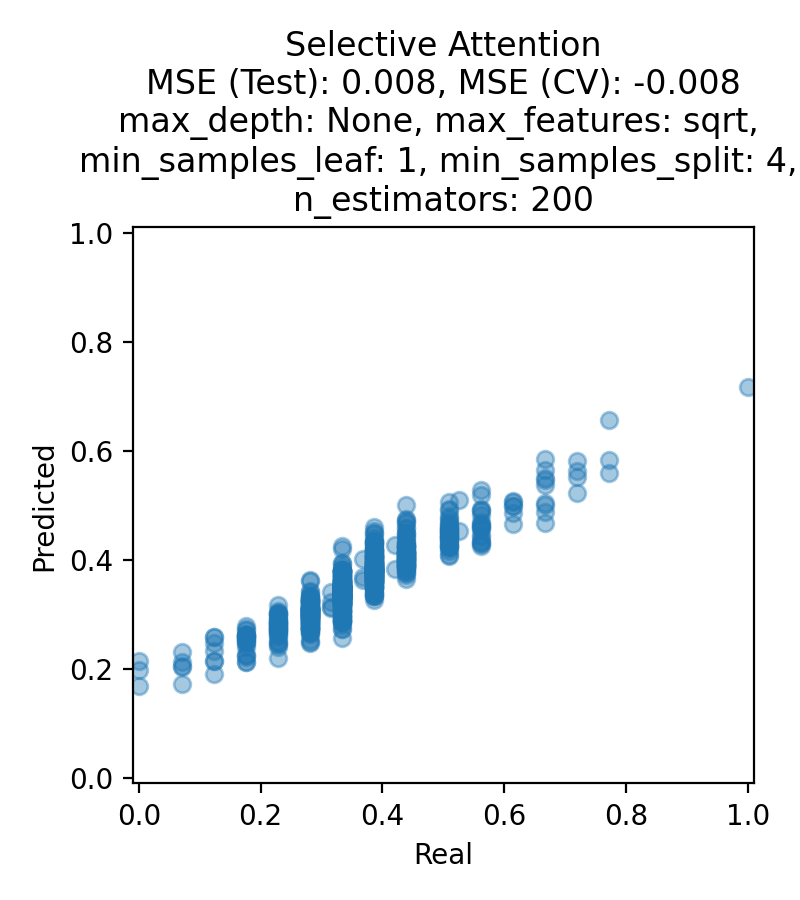 Selective Attention
MSE (Test): 0.008, MSE (CV): -0.008
max_depth: None, max_features: sqrt,
min_samples_leaf: 1, min_samples_split: 4,
n_estimators: 200
1.0
0.8
0.6
0.4
0.2
0.0
Predicted
0.0 0.2 0.4 0.6 0.8 1.0
Real